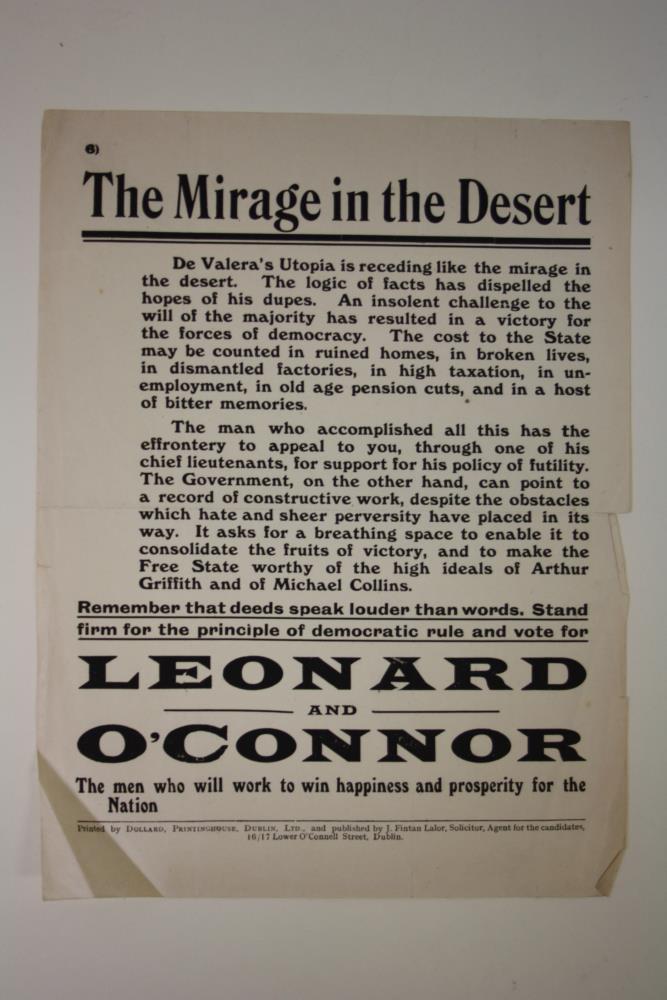 6)
The Mirage in the Desert
De Valera's Utopia is receding like the mirage in
the desert. The logic of facts has dispelled the
hopes of his dupes. An insolent challenge to the
will of the majority has resulted in a victory for
the forces of democracy. The cost to the State
may be counted in ruined homes, in broken lives,
in dismantled factories, in high taxation, in un-
employment, in old age pension cuts, and in a host
of bitter memories.
The man who accomplished all this has the
effrontery to appeal to you, through one of his
chief lieutenants, for support for his policy of futility.
The Government, on the other hand, can point to
a record of constructive work, despite the obstacles
which hate and sheer perversity have placed in its
way. It asks for a breathing space to enable it to
consolidate the fruits of victory, and to make the
Free State worthy of the high ideals of Arthur
Griffith and of Michael Collins.
Remember that deeds speak louder than words. Stand
firm for the principle of democratic rule and vote for
LEONARD
AND
O'CONNOR
The men who will work to win happiness and prosperity for the
Nation
Printed by DOLLARD, PRINTINGHOUSE, DUBLIN, LTD., and published by J. Fintan Lalor, Solicitor, Agent for the candidates,
16/17 Lower O'Connell Street, Dublin.